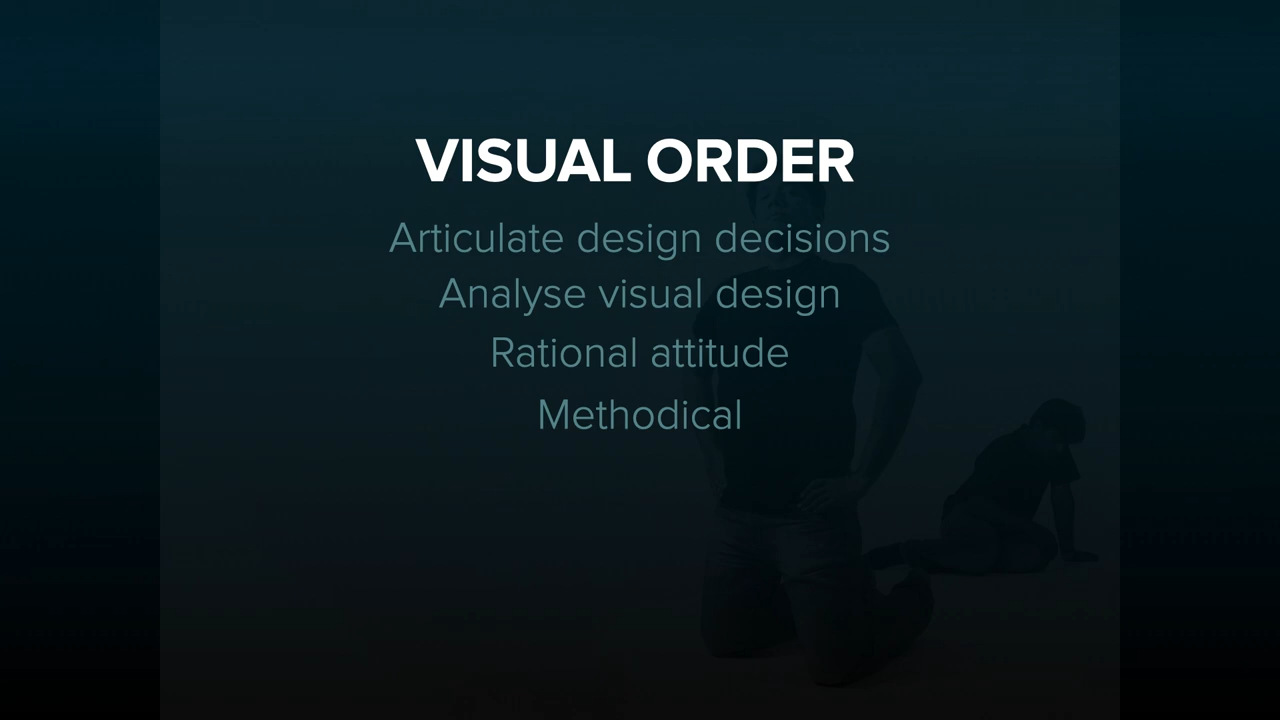 VISUAL ORDER
Articulate design decisions
Analyse visual design
Rational attitude
Methodical